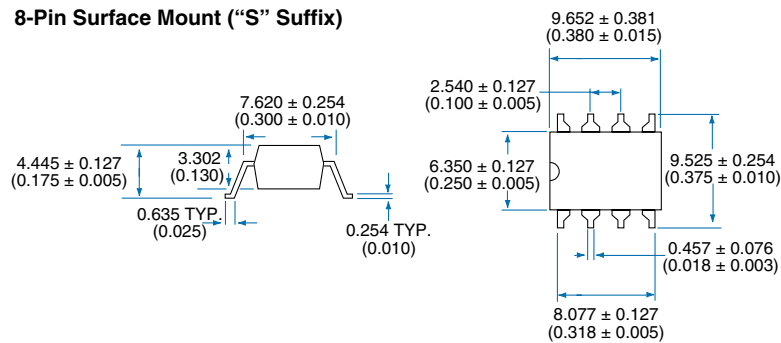 8-Pin Surface Mount (“S” Suffix)
9.652 ± 0.381
(0.380 ± 0.015)
2.540 ± 0.127
(0.100 ± 0.005)
7.620 ± 0.254
(0.300 ± 0.010)
4.445 ± 0.127
(0.175 ± 0.005)
3.302
(0.130)
6.350 ± 0.127
(0.250 ± 0.005)
9.525 ± 0.254
(0.375 ± 0.010)
0.635 TYP.
(0.025)
0.254 TYP.
(0.010)
0.457 ± 0.076
(0.018 ± 0.003)
8.077 ± 0.127
(0.318 ± 0.005)